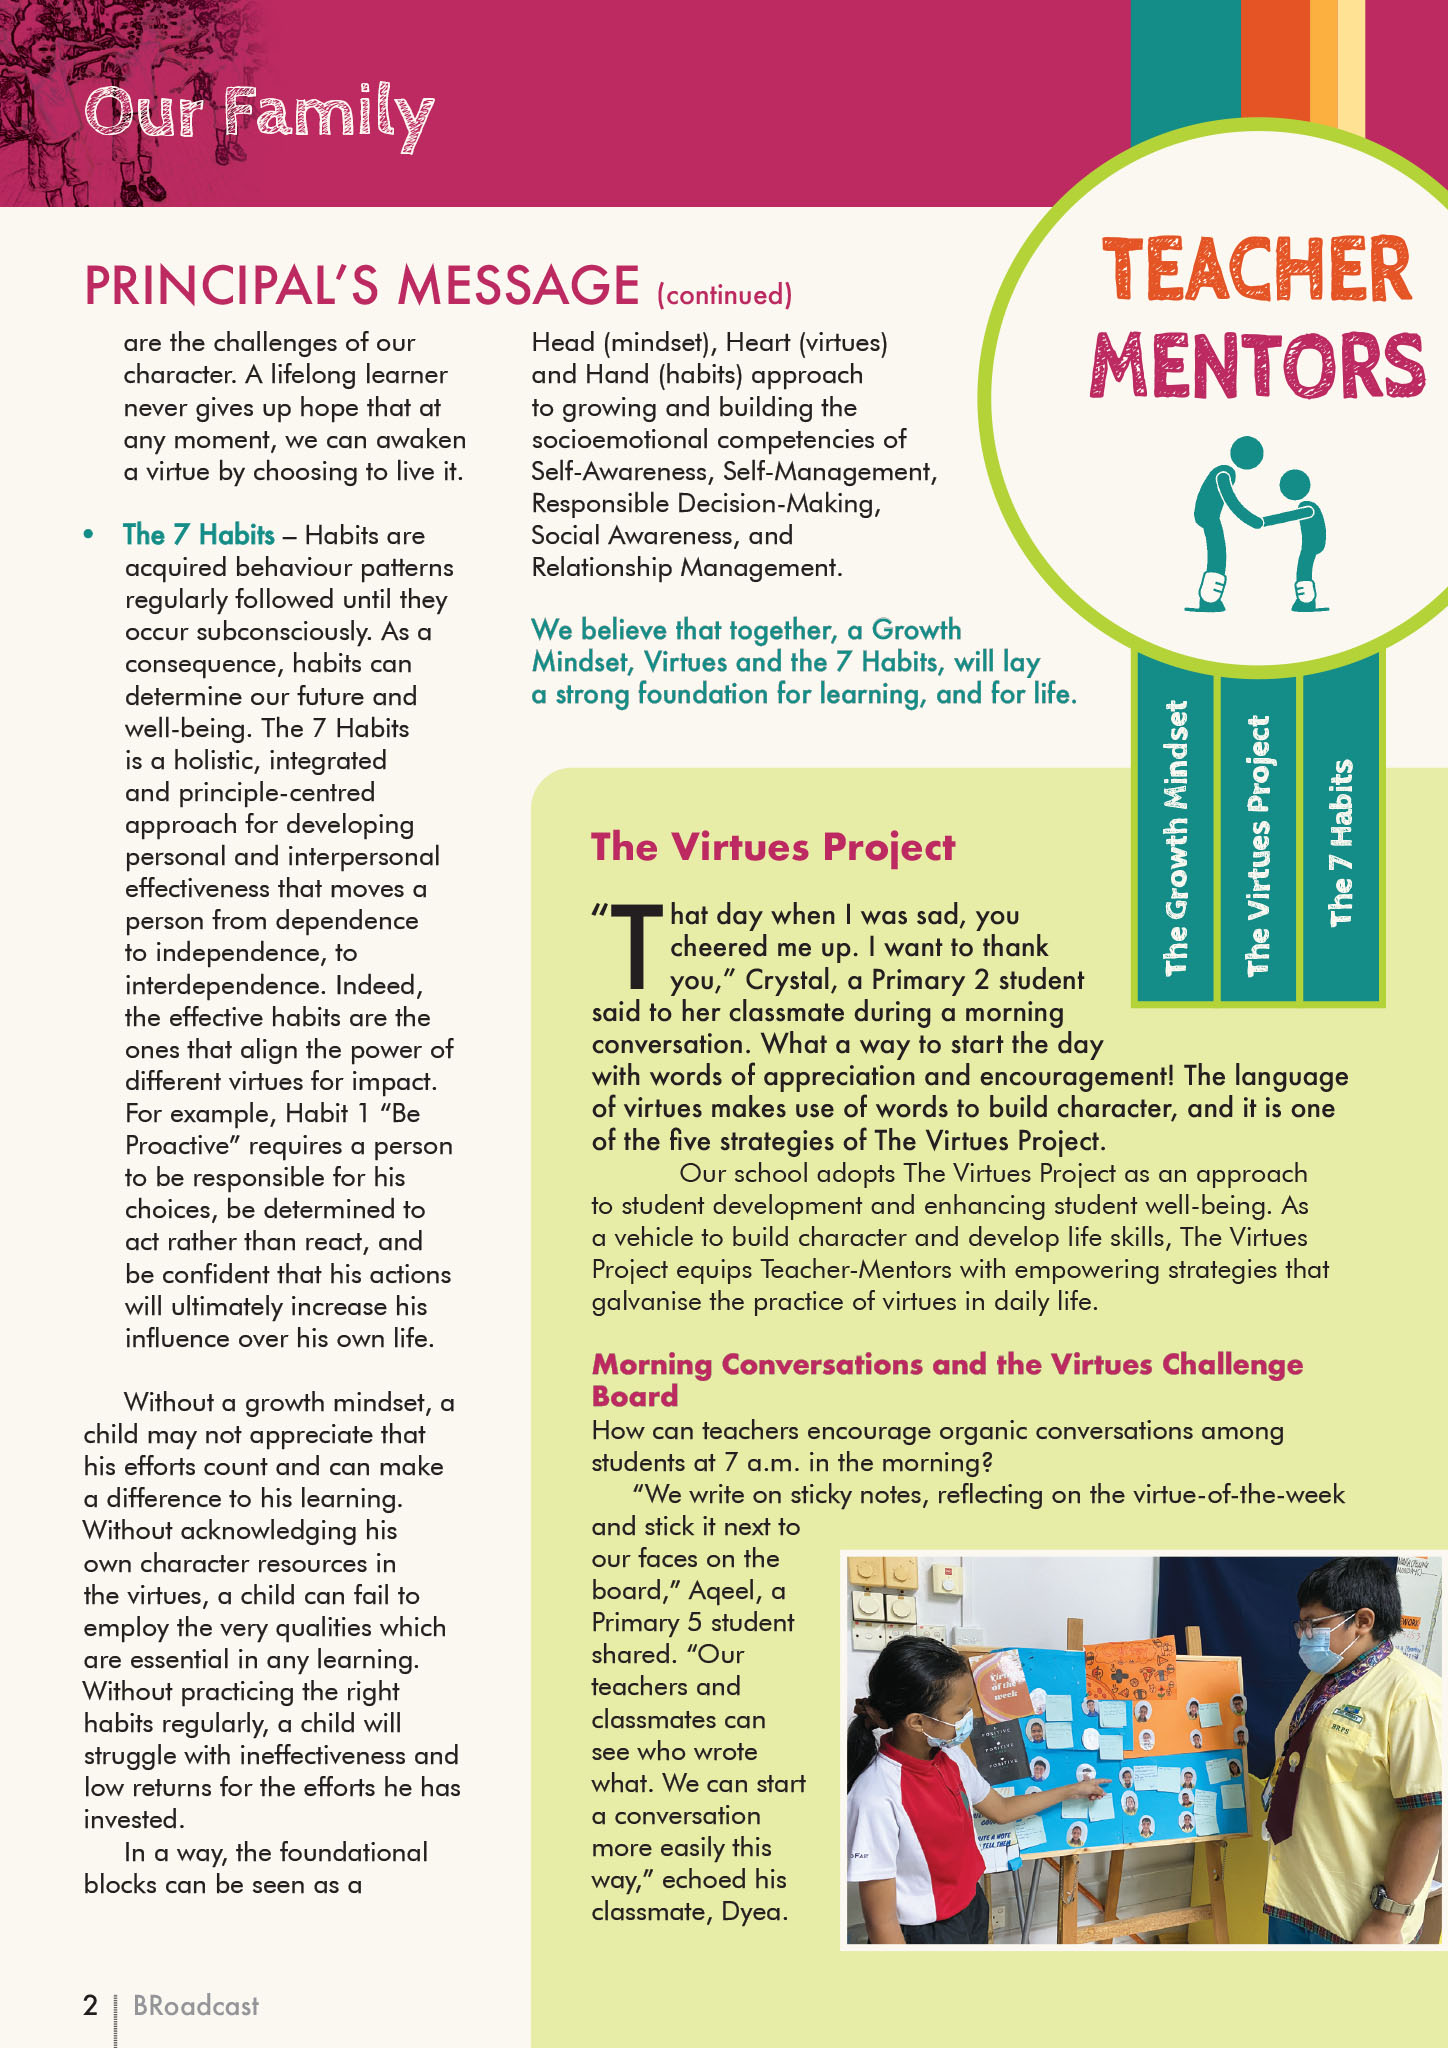 Our Family
PRINCIPAL'S MESSAGE (continued)
are the challenges of our
character. A lifelong learner
never gives up hope that at
any moment, we can awaken
a virtue by choosing to live it.
• The 7 Habits – Habits are
acquired behaviour patterns
regularly followed until they
occur subconsciously. As a
consequence, habits can
determine our future and
well-being. The 7 Habits
is a holistic, integrated
and principle-centred
approach for developing
personal and interpersonal
effectiveness that moves a
person from dependence
to independence, to
interdependence. Indeed,
the effective habits are the
ones that align the power of
different virtues for impact.
For example, Habit 1 “Be
Proactive” requires a person
to be responsible for his
choices, be determined to
act rather than react, and
be confident that his actions
will ultimately increase his
influence over his own life.
Without a growth mindset, a
child may not appreciate that
his efforts count and can make
a difference to his learning.
Without acknowledging his
own character resources in
the virtues, a child can fail to
employ the very qualities which
are essential in any learning.
Without practicing the right
habits regularly, a child will
struggle with ineffectiveness and
low returns for the efforts he has
invested.
In a way, the foundational
blocks can be seen as a
Head (mindset), Heart (virtues)
and Hand (habits) approach
to growing and building the
socioemotional competencies of
Self-Awareness, Self-Management,
Responsible Decision-Making,
Social Awareness, and
Relationship Management.
We believe that together, a Growth
Mindset, Virtues and the 7 Habits, will lay
a strong foundation for learning, and for life.
TEACHER
MENTORS
The Growth Mindset
The Virtues Project
The 7 Habits
The Virtues Project
“That day when I was sad, you
cheered me up. I want to thank
you,” Crystal, a Primary 2 student
said to her classmate during a morning
conversation. What a way to start the day
with words of appreciation and encouragement! The language
of virtues makes use of words to build character, and it is one
of the five strategies of The Virtues Project.
Our school adopts The Virtues Project as an approach
to student development and enhancing student well-being. As
a vehicle to build character and develop life skills, The Virtues
Project equips Teacher-Mentors with empowering strategies that
galvanise the practice of virtues in daily life.
Morning Conversations and the Virtues Challenge
Board
How can teachers encourage organic conversations among
students at 7 a.m. in the morning?
“We write on sticky notes, reflecting on the virtue-of-the-week
and stick it next to
our faces on the
board,” Aqeel, a
Primary 5 student
shared. “Our
teachers and
classmates can
see who wrote
what. We can start
a conversation
more easily this
way,” echoed his
classmate, Dyea.
Virtue
of the
week
POSITIVE
POSITIVE
POSITIVE
BRPS
2
BRoadcast